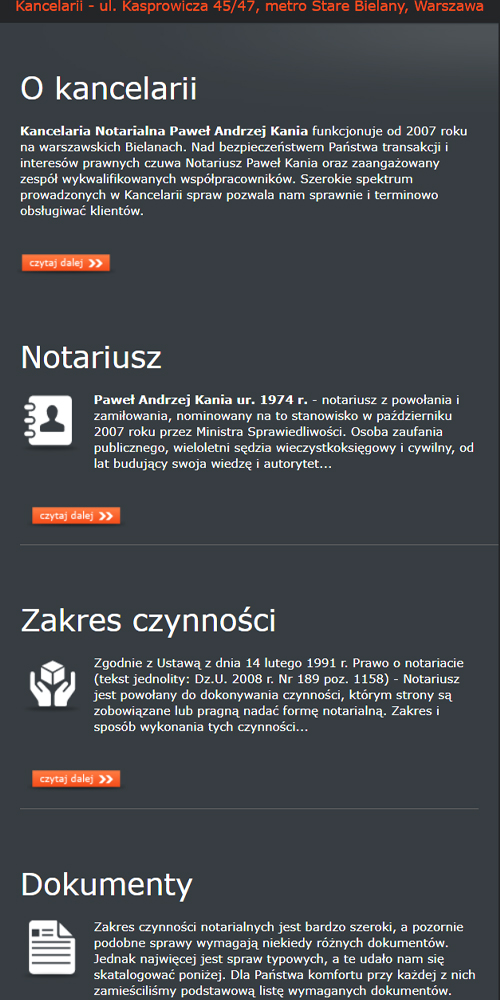 Kancelarii - ul. Kasprowicza 45/47, metro Stare Bielany, Warszawa
O kancelarii
Kancelaria Notarialna Paweł Andrzej Kania funkcjonuje od 2007 roku
na warszawskich Bielanach. Nad bezpieczeństwem Państwa transakcji i
interesów prawnych czuwa Notariusz Paweł Kania oraz zaangażowany
zespół wykwalifikowanych współpracowników. Szerokie spektrum
prowadzonych w Kancelarii spraw pozwala nam sprawnie i terminowo
obsługiwać klientów.
czytaj dalej
Notariusz
Paweł Andrzej Kania ur. 1974 r. - notariusz z powołania i
zamiłowania, nominowany na to stanowisko w październiku
2007 roku przez Ministra Sprawiedliwości. Osoba zaufania
publicznego, wieloletni sędzia wieczystoksięgowy i cywilny, od
lat budujący swoja wiedzę i autorytet...
czytaj dalej
Zakres czynności
Zgodnie z Ustawą z dnia 14 lutego 1991 r. Prawo o notariacie
(tekst jednolity: Dz.U. 2008 r. Nr 189 poz. 1158) - Notariusz
jest powołany do dokonywania czynności, którym strony są
zobowiązane lub pragną nadać formę notarialną. Zakres i
sposób wykonania tych czynności...
czytaj dalej
Dokumenty
Zakres czynności notarialnych jest bardzo szeroki, a pozornie
podobne sprawy wymagają niekiedy różnych dokumentów.
Jednak najwięcej jest spraw typowych, a te udało nam się
skatalogować poniżej. Dla Państwa komfortu przy każdej z nich
zamieściliśmy podstawową listę wymaganych dokumentów.